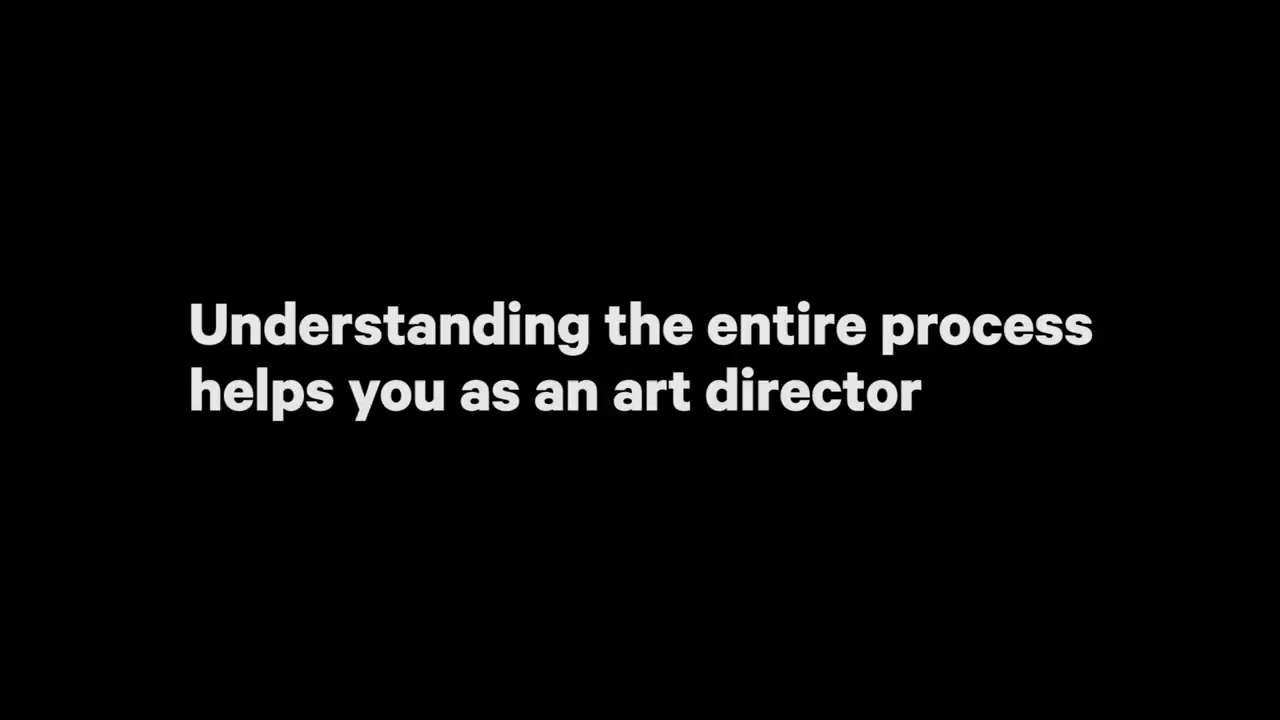 Understanding the entire process
helps you as an art director